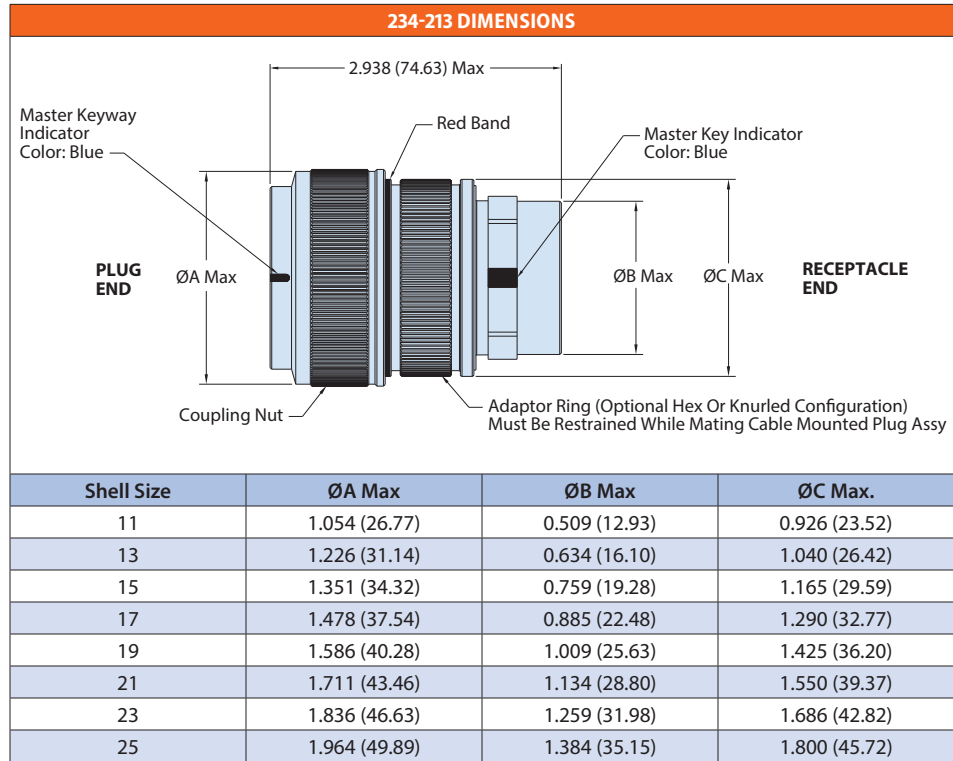 234-213 DIMENSIONS
2.938 (74.63) Max
Master Keyway
Indicator
Color: Blue
Red Band
Master Key Indicator
Color: Blue
PLUG
END
ØA Max
ØB Max
ØC Max
RECEPTACLE
END
Coupling Nut
Adaptor Ring (Optional Hex Or Knurled Configuration)
Must Be Restrained While Mating Cable Mounted Plug Assy
Shell Size ØA Max ØB Max ØC Max.
11 1.054 (26.77) 0.509 (12.93) 0.926 (23.52)
13 1.226 (31.14) 0.634 (16.10) 1.040 (26.42)
15 1.351 (34.32) 0.759 (19.28) 1.165 (29.59)
17 1.478 (37.54) 0.885 (22.48) 1.290 (32.77)
19 1.586 (40.28) 1.009 (25.63) 1.425 (36.20)
21 1.711 (43.46) 1.134 (28.80) 1.550 (39.37)
23 1.836 (46.63) 1.259 (31.98) 1.686 (42.82)
25 1.964 (49.89) 1.384 (35.15) 1.800 (45.72)